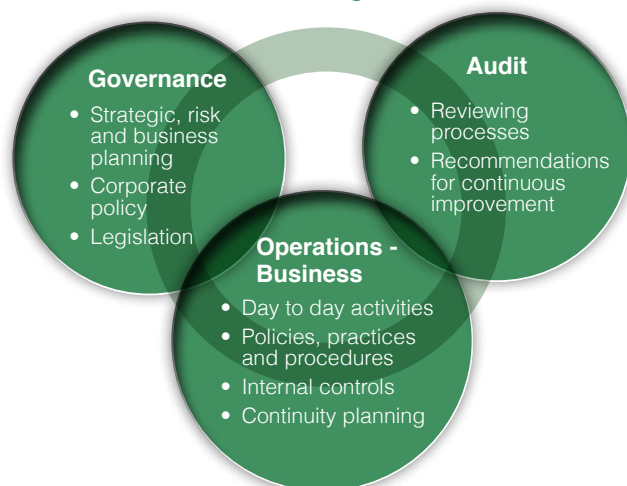 Governance
• Strategic, risk
and business
planning
• Corporate
policy
• Legislation
Audit
• Reviewing
processes
• Recommendations
for continuous
improvement
Operations -
Business
• Day to day activities
• Policies, practices
and procedures
• Internal controls
• Continuity planning